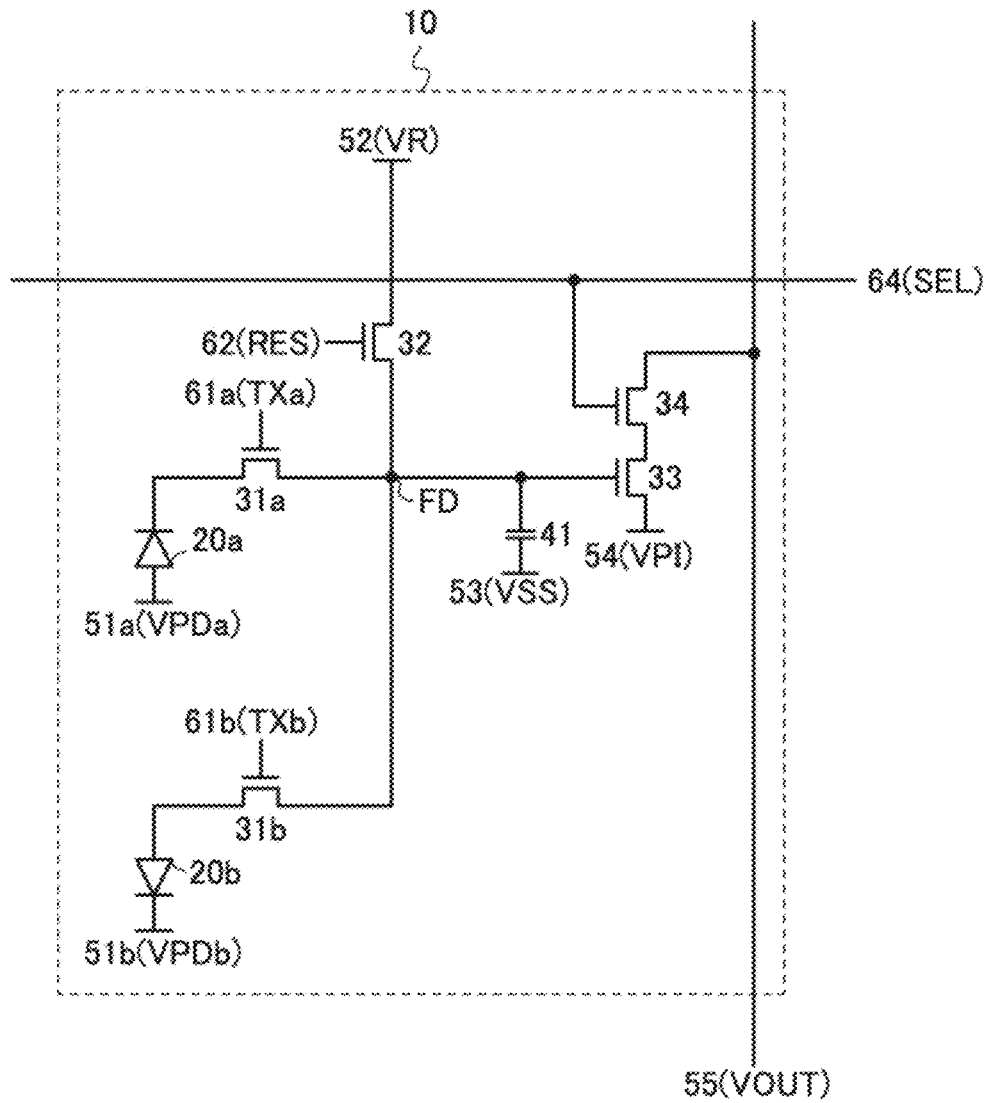 10
52(VR)
64(SEL)
62(RES)
32
61a(TXa)
34
31a
FD
33
20a
41
54(VPI)
53(VSS)
51a(VPDa)
61b(TXb)
31b
20b
51b(VPDb)
55(VOUT)